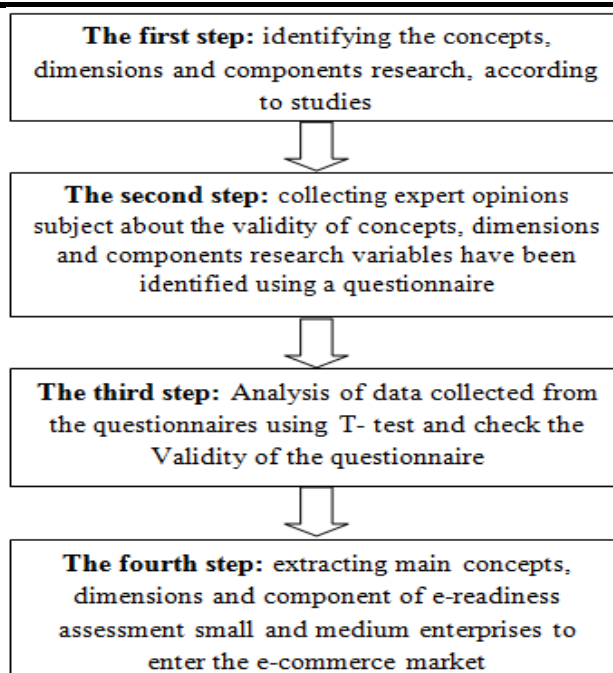 The first step: identifying the concepts,
dimensions and components research, according
to studies
The second step: collecting expert opinions
subject about the validity of concepts, dimensions
and components research variables have been
identified using a questionnaire
The third step: Analysis of data collected from
the questionnaires using T- test and check the
Validity of the questionnaire
The fourth step: extracting main concepts,
dimensions and component of e-readiness
assessment small and medium enterprises to
enter the e-commerce market